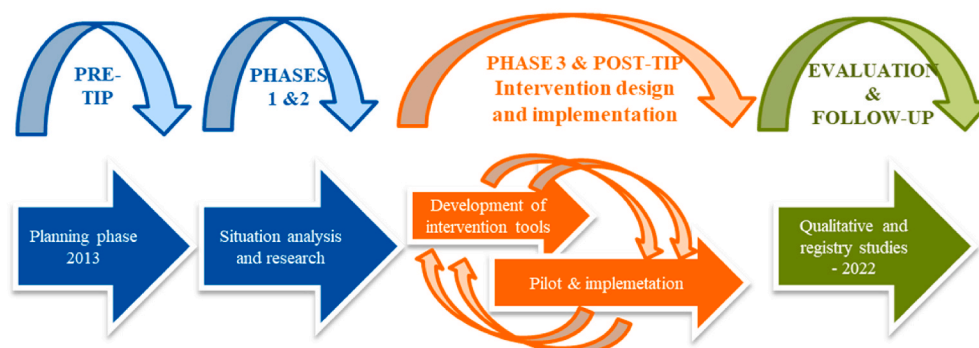 PRE-
TIP
PHASES
1 &2
PHASE 3 & POST-TIP
Intervention design
and implementation
EVALUATION
&
FOLLOW-UP
Planning phase
2013
Situation analysis
and research
Development of
intervention tools
Pilot & implemetation
Qualitative and
registry studies
- 2022